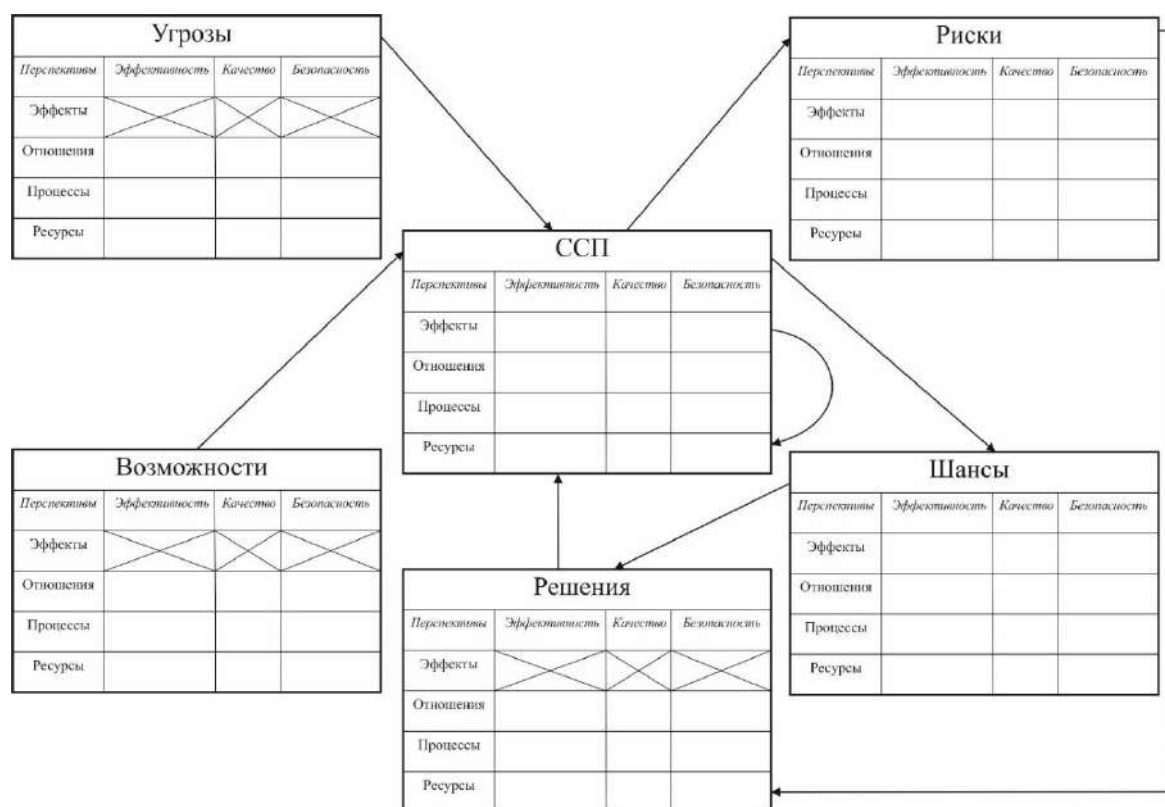 Угрозы
Перспективы Эффективность Качество Безопасность
Эффекты
Отношения
Процессы
Ресурсы
Риски
Перспективы Эффективность Качество Безопасность
Эффекты
Отношения
Процессы
Ресурсы
ССП
Перспективы Эффективность Качество Безопасность
Эффекты
Отношения
Процессы
Ресурсы
Возможности
Перспективы Эффективность Качество Безопасность
Эффекты
Отношения
Процессы
Ресурсы
Шансы
Перспективы Эффективность Качество Безопасность
Эффекты
Отношения
Процессы
Ресурсы
Решения
Перспективы Эффективность Качество Безопасность
Эффекты
Отношения
Процессы
Ресурсы